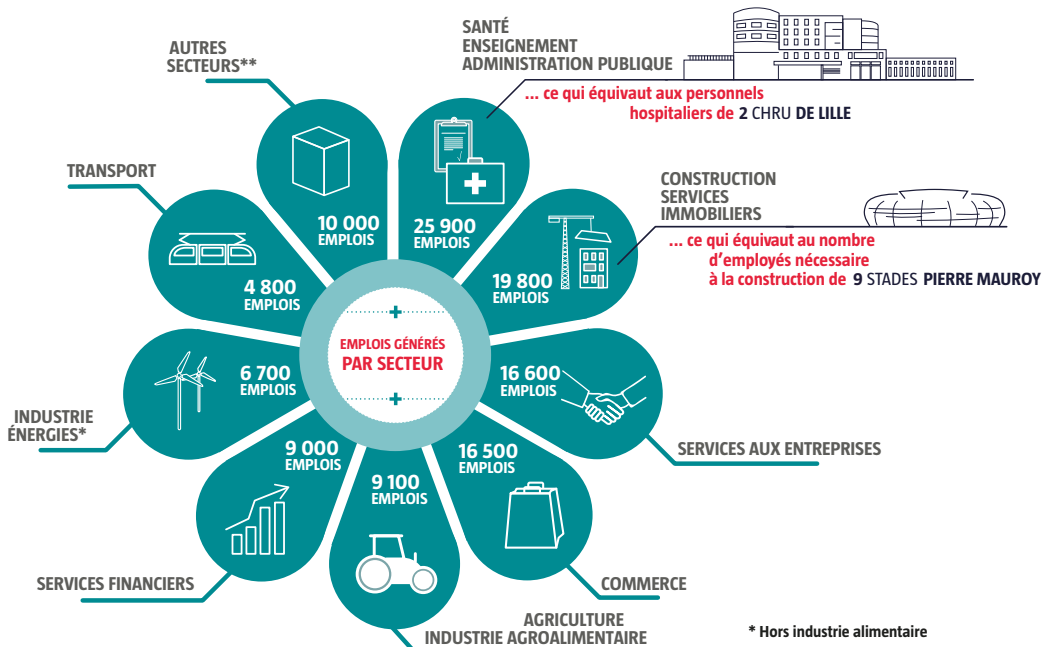 SANTÉ
ENSEIGNEMENT
ADMINISTRATION PUBLIQUE
... ce qui équivaut aux personnels
hospitaliers de 2 CHRU DE LILLE
AUTRES
SECTEURS**
TRANSPORT
CONSTRUCTION
SERVICES
IMMOBILIERS
... ce qui équivaut au nombre
d'employés nécessaire
à la construction de 9 STADES PIERRE MAUROY
10 000
EMPLOIS
25 900
EMPLOIS
4 800
EMPLOIS
19 800
EMPLOIS
EMPLOIS GÉNÉRÉS
PAR SECTEUR
6 700
EMPLOIS
16 600
EMPLOIS
INDUSTRIE
ÉNERGIES*
9 000
EMPLOIS
16 500
EMPLOIS
SERVICES AUX ENTREPRISES
9 100
EMPLOIS
SERVICES FINANCIERS
COMMERCE
AGRICULTURE
INDUSTRIE AGROALIMENTAIRE
* Hors industrie alimentaire